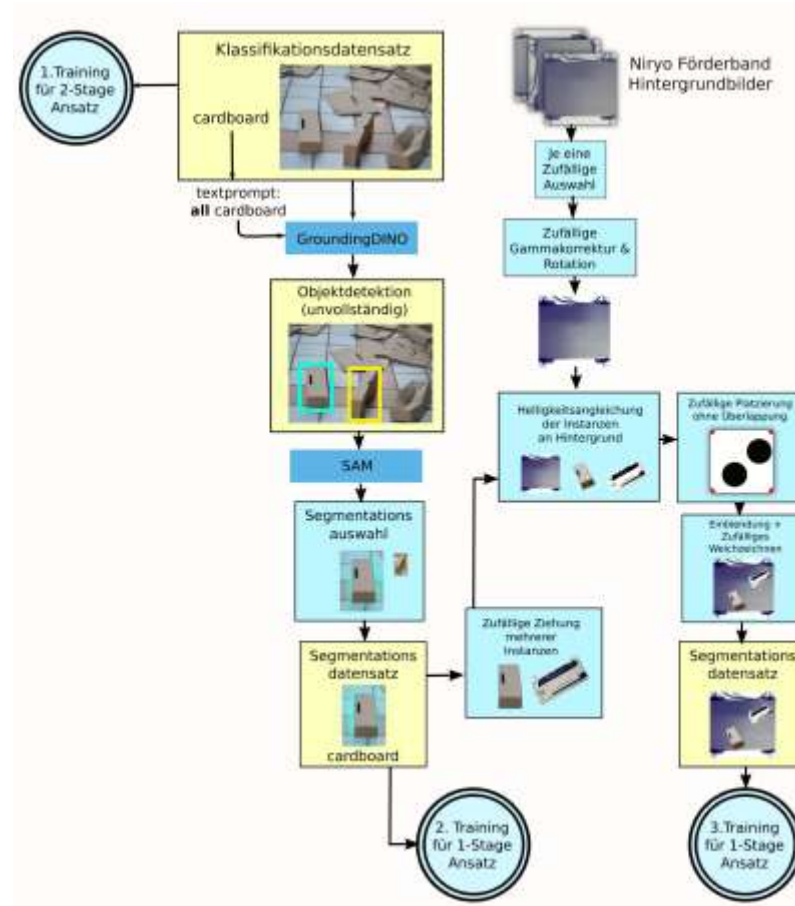 Klassifikationsdatensatz
1.Training
für 2-Stage
Ansatz
cardboard
textprompt:
all cardboard
GroundingDINO
Objektdetektion
(unvollständig)
SAM
Segmentations
auswahl
Segmentations
datensatz
cardboard
2. Training
für 1-Stage
Ansatz
Niryo Förderband
Hintergrundbilder
Je eine
Zufällige
Auswahl
Zufällige
Gammakorrektur &
Rotation
Helligkeitsangleichung
der Instanzen
an Hintergrund
Zufällige Ziehung
mehrerer
Instanzen
Zufällige Platzierung
ohne Überlappung
Einblendung +
Zufälliges
Weichzeichnen
Segmentations
datensatz
3.Training
für 1-Stage
Ansatz